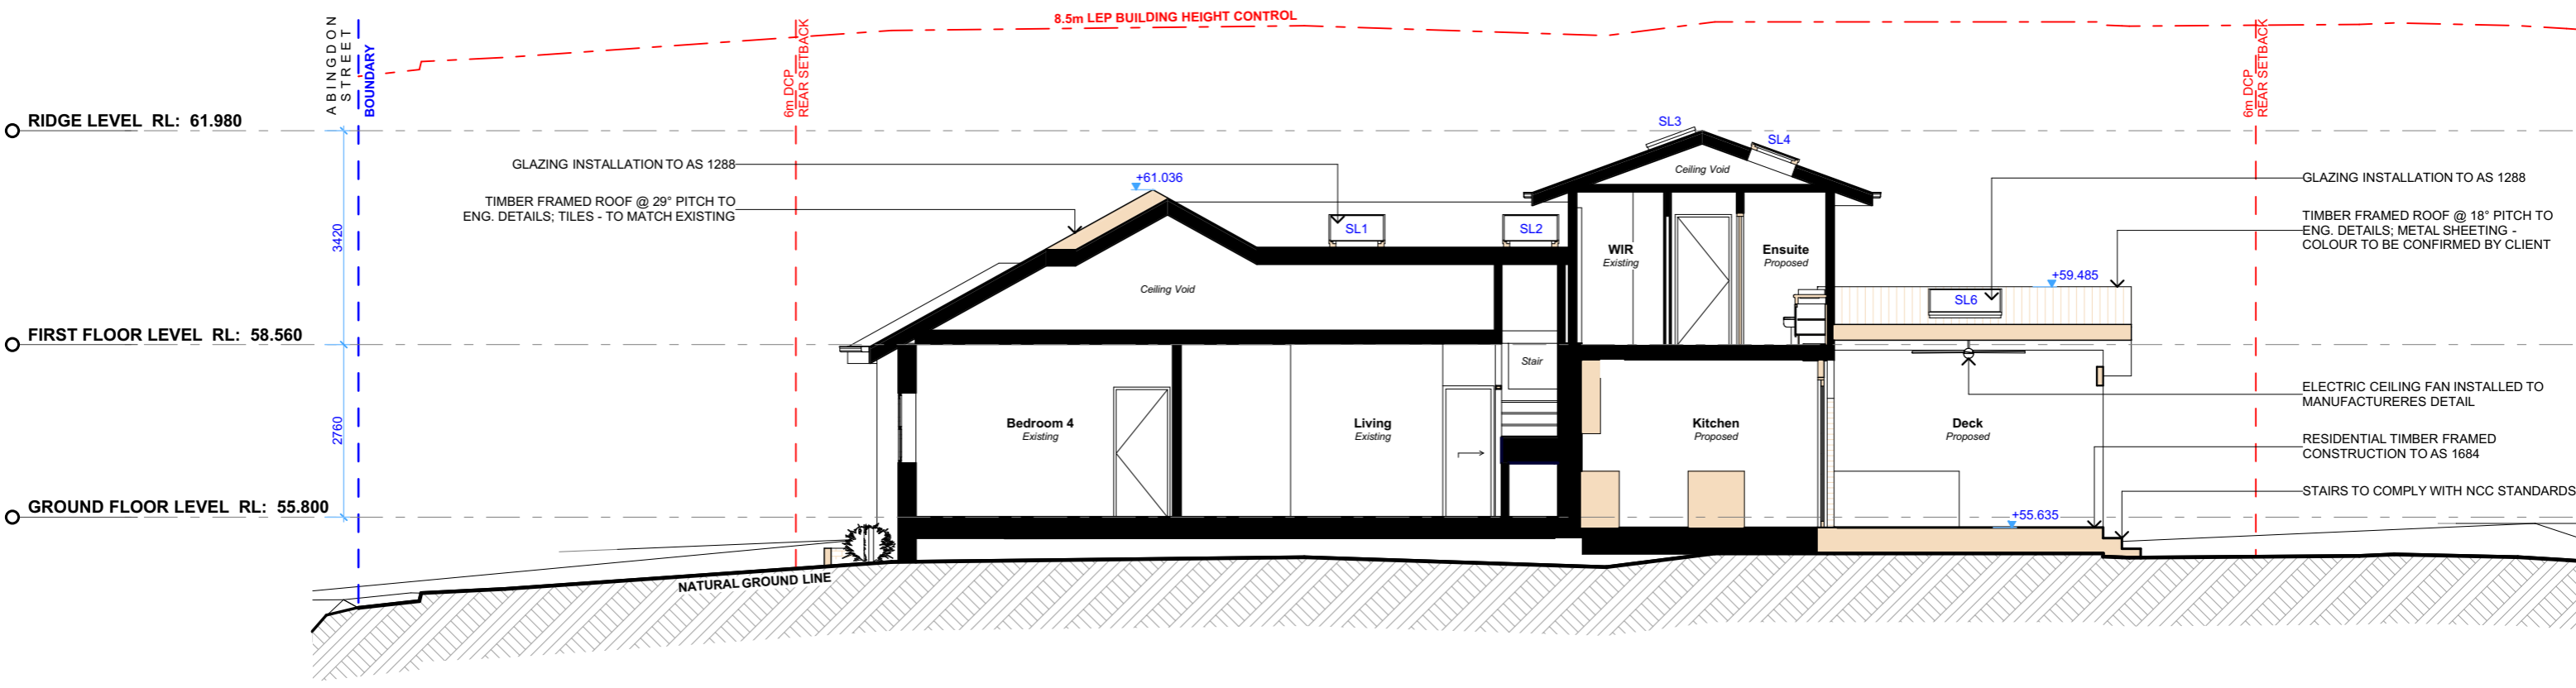 8.5m LEP BUILDING HEIGHT CONTROL
ABINGDON
STREET
BOUNDARY
6m DCP
REAR SETBACK
6m DCP
REAR SETBACK
RIDGE LEVEL RL: 61.980
SL3
SL4
GLAZING INSTALLATION TO AS 1288
Ceiling Void
+61.036
GLAZING INSTALLATION TO AS 1288
TIMBER FRAMED ROOF @ 29° PITCH TO
ENG. DETAILS; TILES - TO MATCH EXISTING
TIMBER FRAMED ROOF @ 18° PITCH TO
ENG. DETAILS; METAL SHEETING -
COLOUR TO BE CONFIRMED BY CLIENT
3420
SL1
SL2
WIR
Existing
Ensuite
Proposed
+59.485
Ceiling Void
SL6
FIRST FLOOR LEVEL RL: 58.560
Stair
ELECTRIC CEILING FAN INSTALLED TO
MANUFACTURERES DETAIL
2760
Bedroom 4
Existing
Living
Existing
Kitchen
Proposed
Deck
Proposed
RESIDENTIAL TIMBER FRAMED
CONSTRUCTION TO AS 1684
STAIRS TO COMPLY WITH NCC STANDARDS
GROUND FLOOR LEVEL RL: 55.800
+55.635
NATURAL GROUND LINE